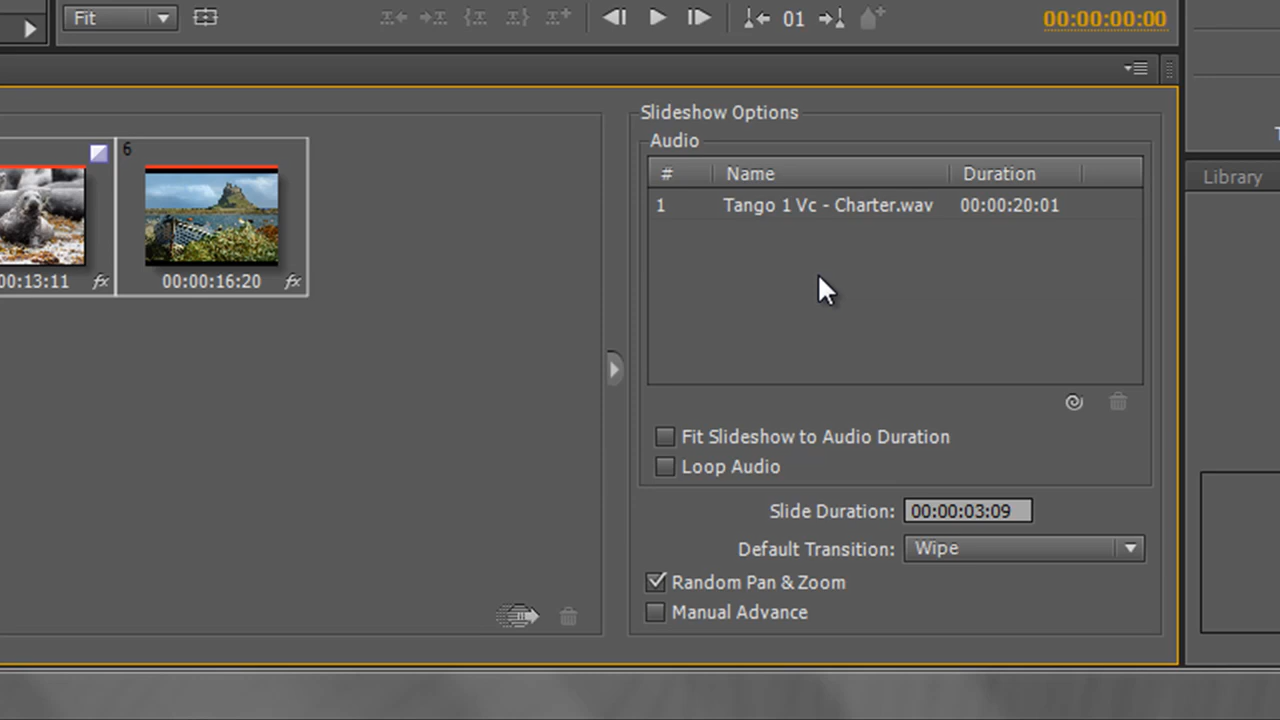 Fit
01
00:00:00:00
Slideshow Options
Audio
# Name Duration
1 Tango 1 Vc - Charter.wav 00:00:20:01
6
00:13:11 fx
00:00:16:20 fx
Fit Slideshow to Audio Duration
Loop Audio
Slide Duration: 00:00:03:09
Default Transition: Wipe
Random Pan & Zoom
Manual Advance
Library